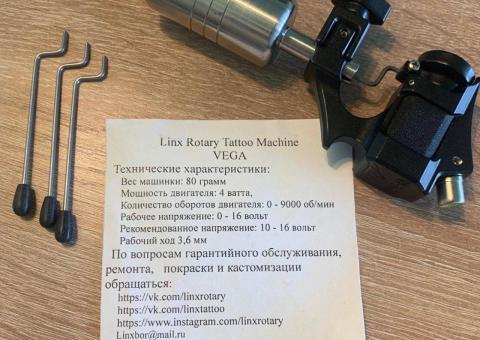 Linx Rotary Tattoo Machine
VEGA
Технические характеристики:
Вес машинки: 80 грамм
Мощность двигателя: 4 ватта,
Количество оборотов двигателя: 0 - 9000 об/мин
Рабочее напряжение: 0 - 16 вольт
Рекомендованное напряжение: 10 - 16 вольт
Рабочий ход 3,6 мм
По вопросам гарантийного обслуживания,
ремонта, покраски и кастомизации
обращаться:
https://vk.com/linxrotary
https://vk.com/linxtattoo
https://www.instagram.com/linxrotary
Linxbor@mail.ru